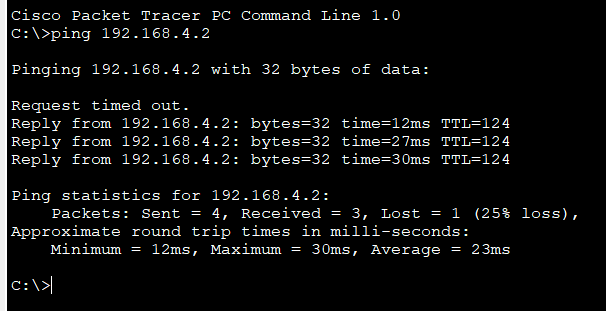 Cisco Packet Tracer PC Command Line 1.0
C:\>ping 192.168.4.2
Pinging 192.168.4.2 with 32 bytes of data:
Request timed out.
Reply from 192.168.4.2: bytes=32 time=12ms TTL=124
Reply from 192.168.4.2: bytes=32 time=27ms TTL=124
Reply from 192.168.4.2: bytes=32 time=30ms TTL=124
Ping statistics for 192.168.4.2:
    Packets: Sent = 4, Received = 3, Lost = 1 (25% loss),
Approximate round trip times in milli-seconds:
    Minimum = 12ms, Maximum = 30ms, Average = 23ms
C:\>